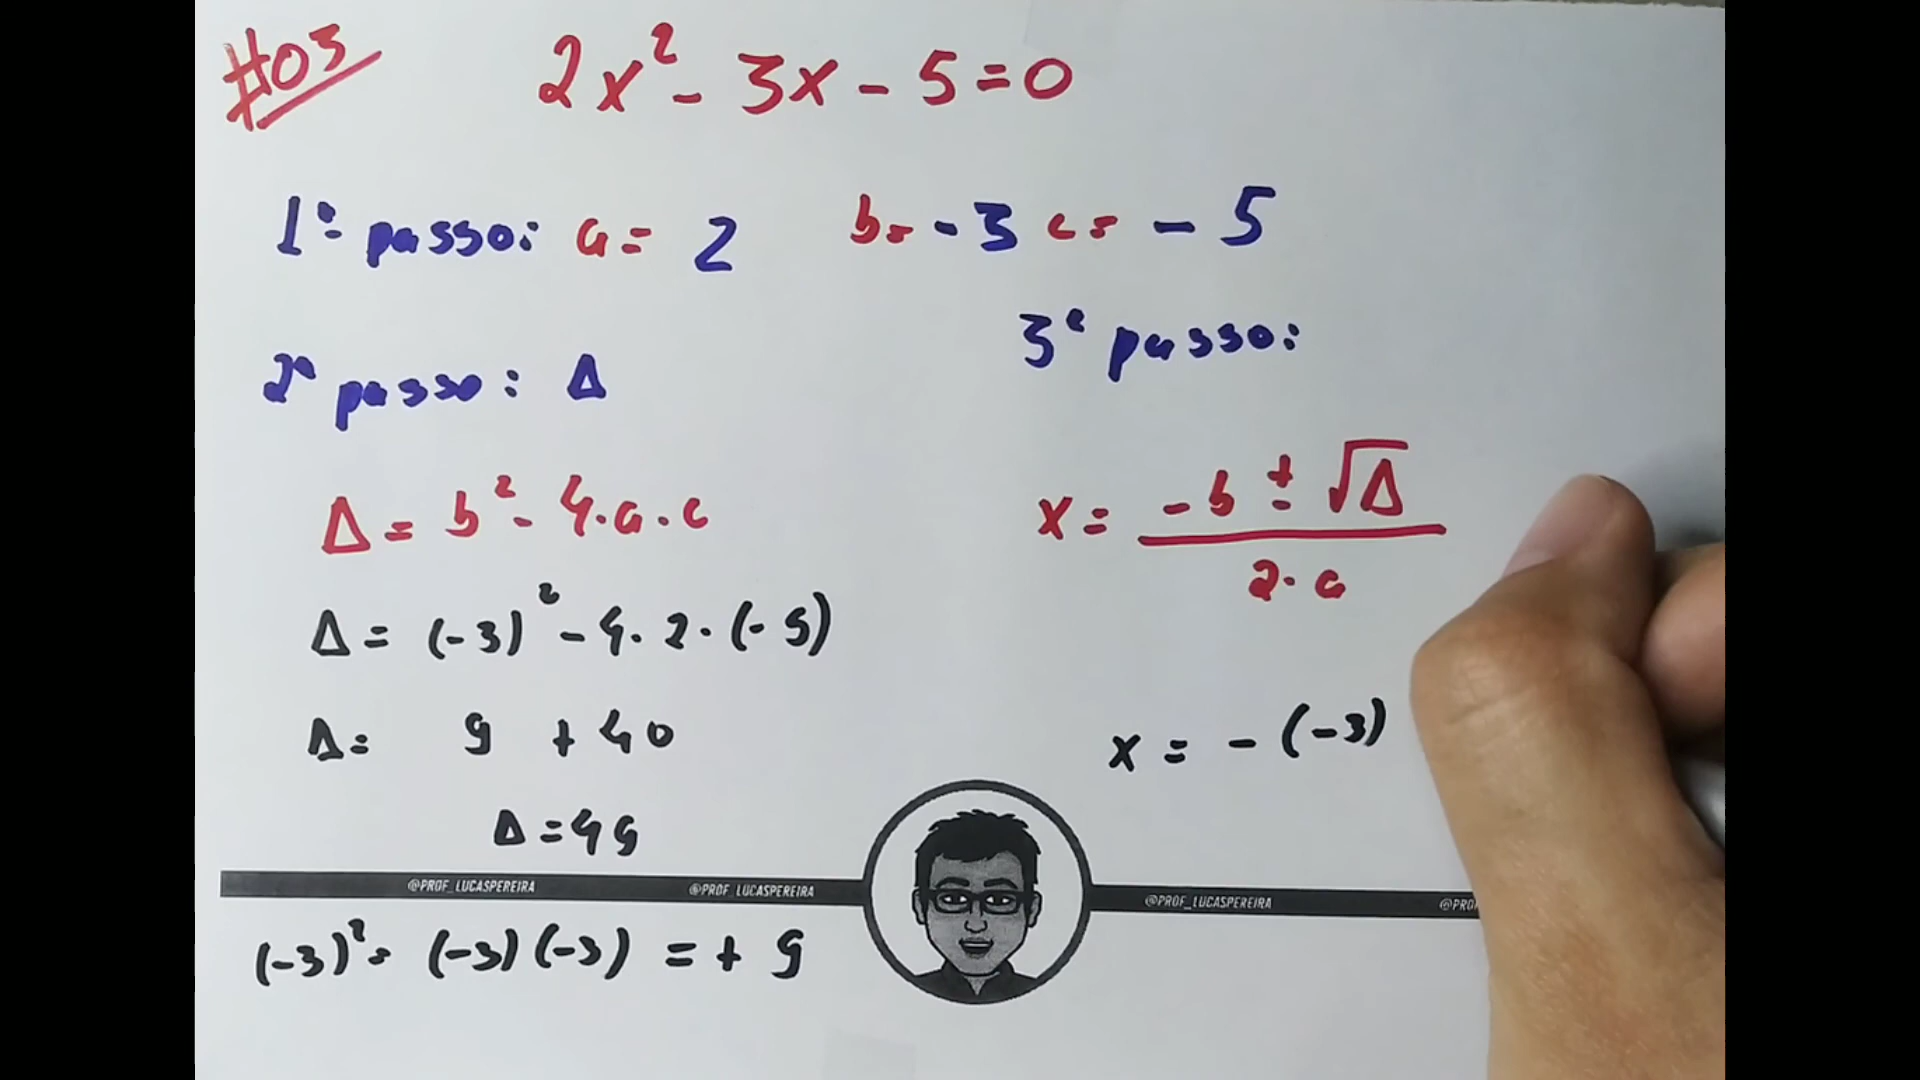 #03
2x² - 3x - 5 = 0
1º passo: a = 2 b = -3 c = -5
2º passo: Δ
Δ = b² - 4.a.c
Δ = (-3)² - 4.2.(-5)
Δ = 9 + 40
Δ = 49
3º passo:
x = -b ± √Δ
2.a
x = -(-3)
@PROF_LUCASPEREIRA @PROF_LUCASPEREIRA @PROF_LUCASPEREIRA @PRO
(-3)² = (-3)(-3) = + 9